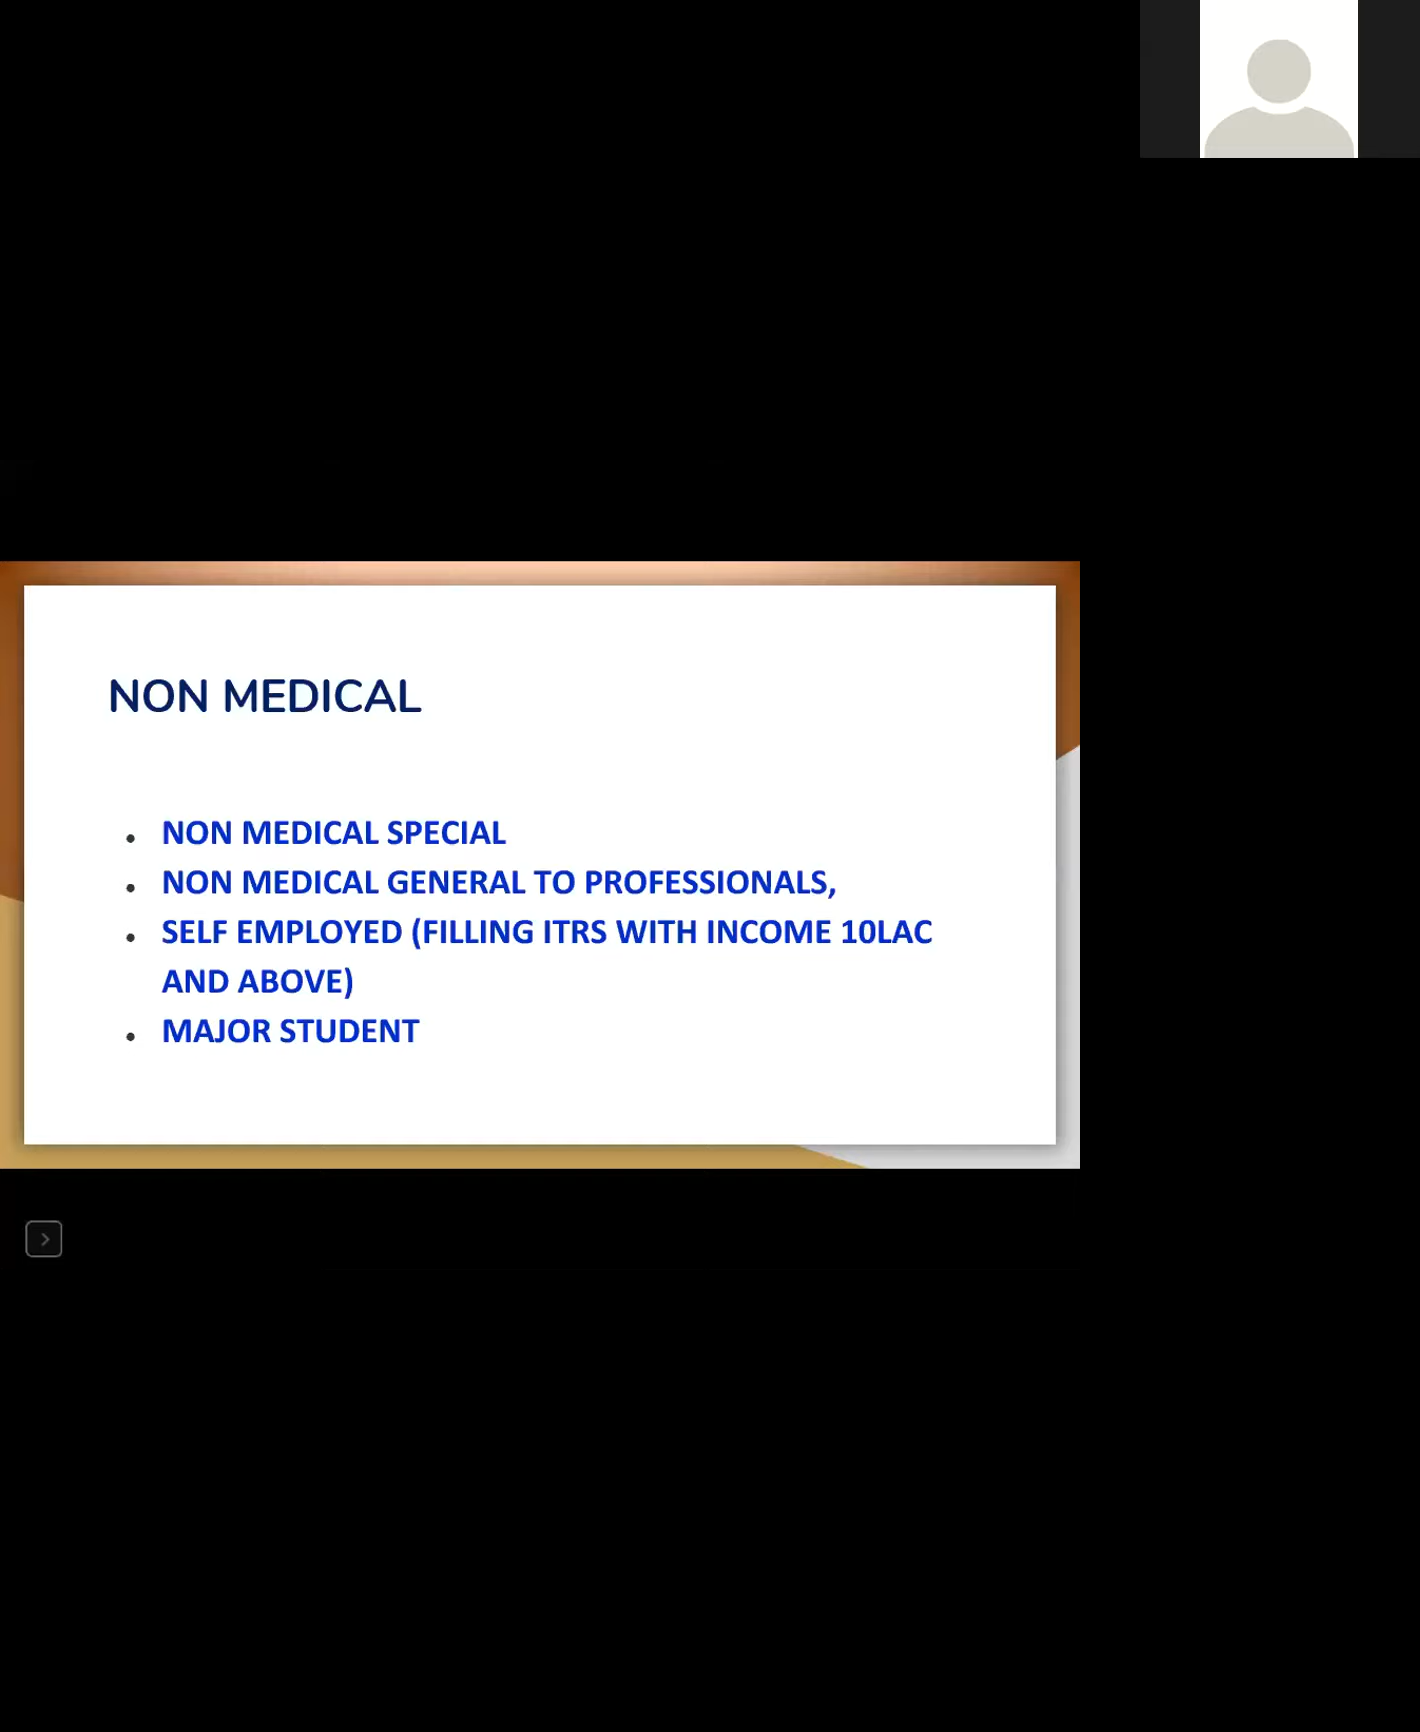 NON MEDICAL
• NON MEDICAL SPECIAL
• NON MEDICAL GENERAL TO PROFESSIONALS,
• SELF EMPLOYED (FILLING ITRS WITH INCOME 10LAC
AND ABOVE)
• MAJOR STUDENT